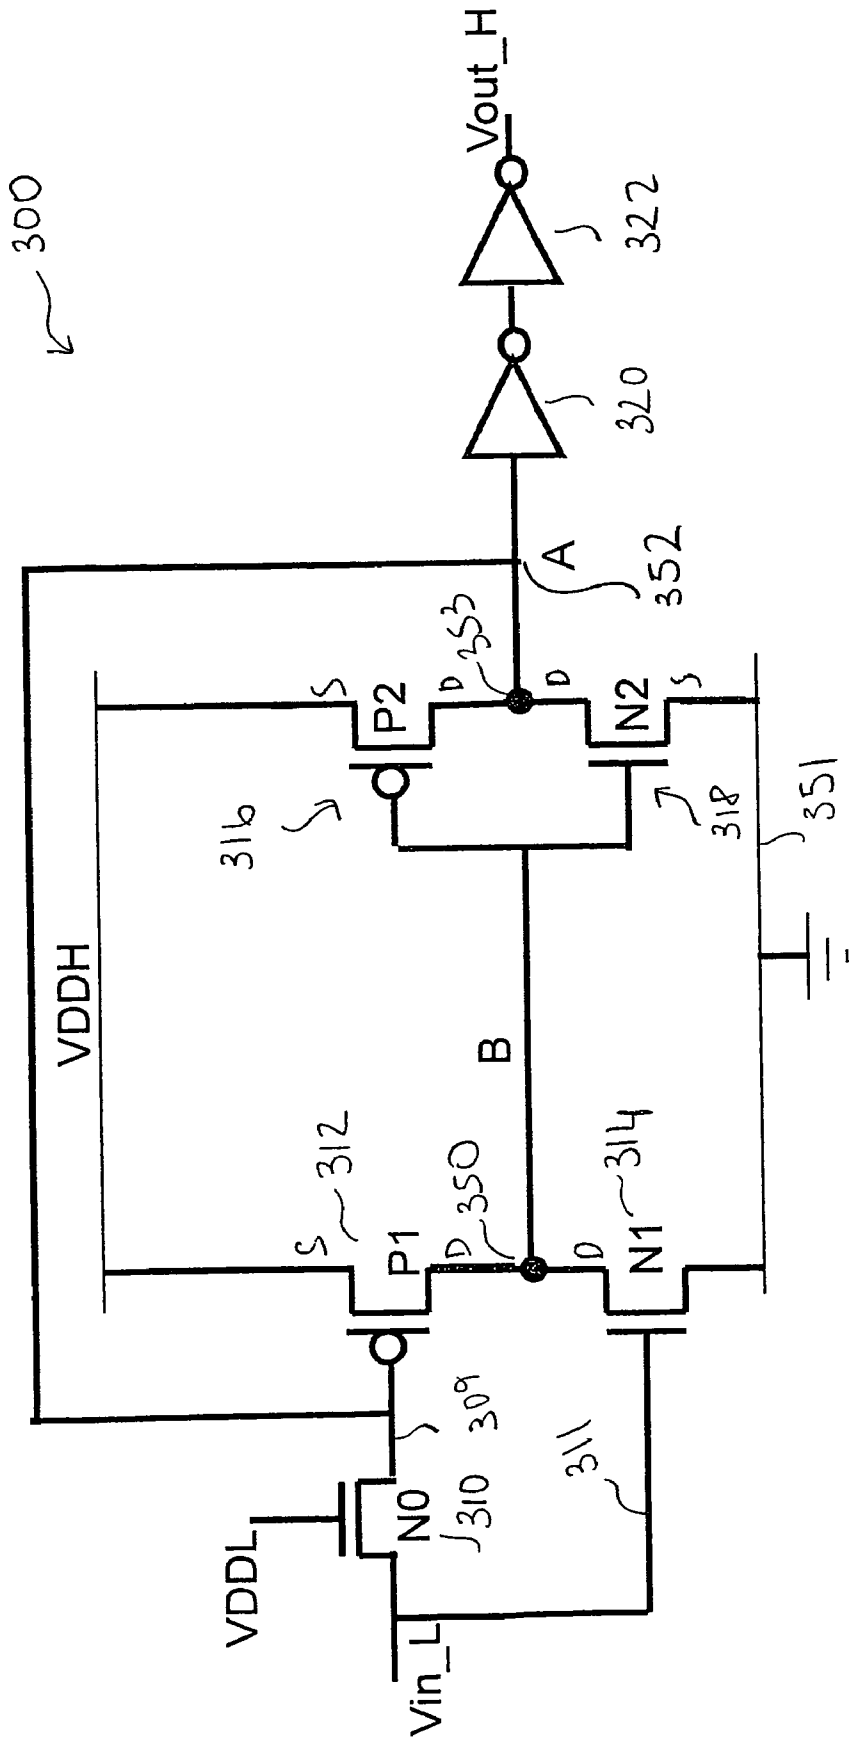 300
VDDH
VDDL
Vin_L
N0
310
309
311
S
312
P1
D
350
D
N1
314
B
316
S
P2
D
353
D
N2
S
318
351
A
352
320
322
Vout_H